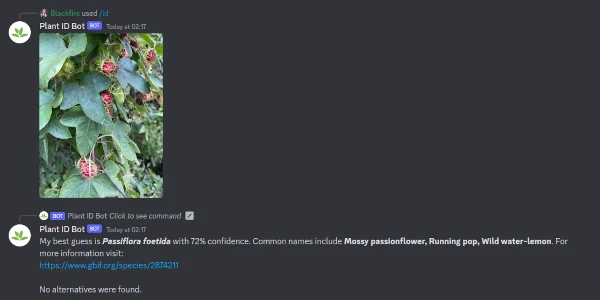 Blackfire used /id
Plant ID Bot BOT Today at 02:17
BOT Plant ID Bot Click to see command
Plant ID Bot BOT Today at 02:17
My best guess is Passiflora foetida with 72% confidence. Common names include Mossy passionflower, Running pop, Wild water-lemon. For
more information visit:
https://www.gbif.org/species/2874211
No alternatives were found.